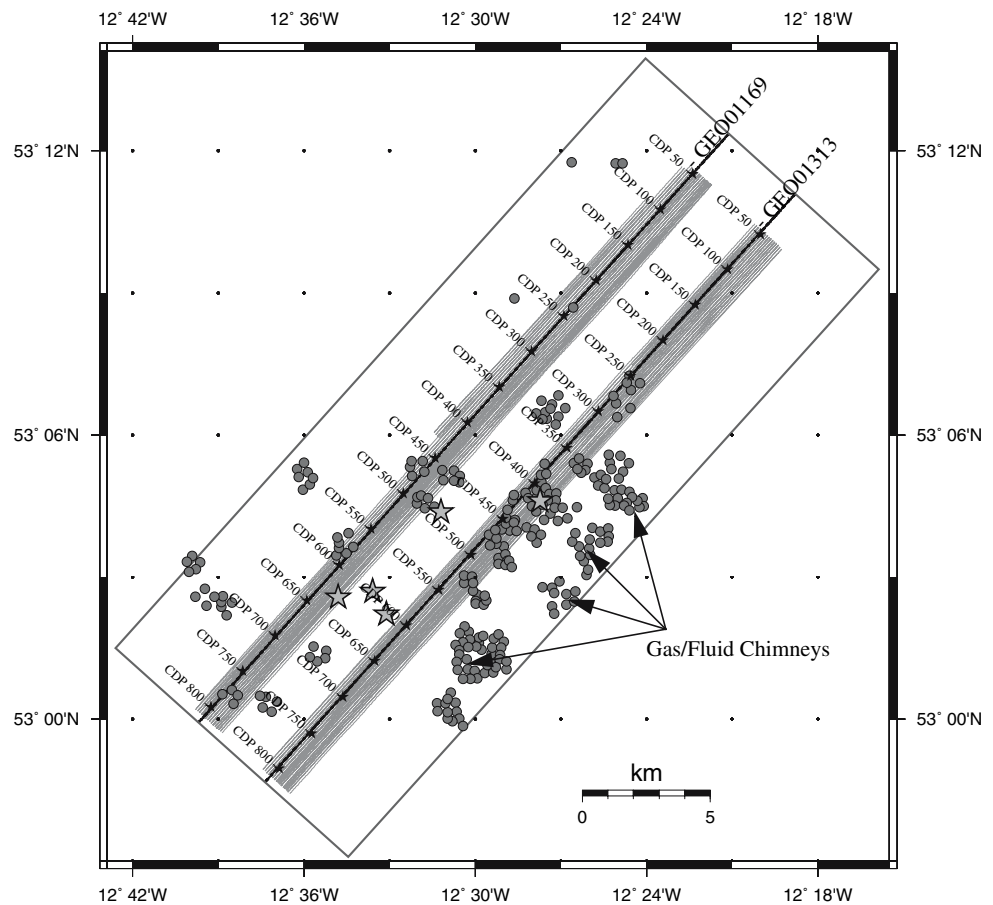 12˚ 42'W
12˚ 36'W
12˚ 30'W
12˚ 24'W
12˚ 18'W
53˚ 12'N
53˚ 12'N
53˚ 06'N
53˚ 06'N
53˚ 00'N
53˚ 00'N
GEO01169
CDP 50
CDP 100
CDP 150
CDP 200
CDP 250
CDP 300
CDP 350
CDP 400
CDP 450
CDP 500
CDP 550
CDP 600
CDP 650
CDP 700
CDP 750
CDP 800
GEO01313
CDP 50
CDP 100
CDP 150
CDP 200
CDP 250
CDP 300
CDP 350
CDP 400
CDP 450
CDP 500
CDP 550
CDP 650
CDP 700
CDP 750
CDP 800
Gas/Fluid Chimneys
km
0
5
12˚ 42'W
12˚ 36'W
12˚ 30'W
12˚ 24'W
12˚ 18'W